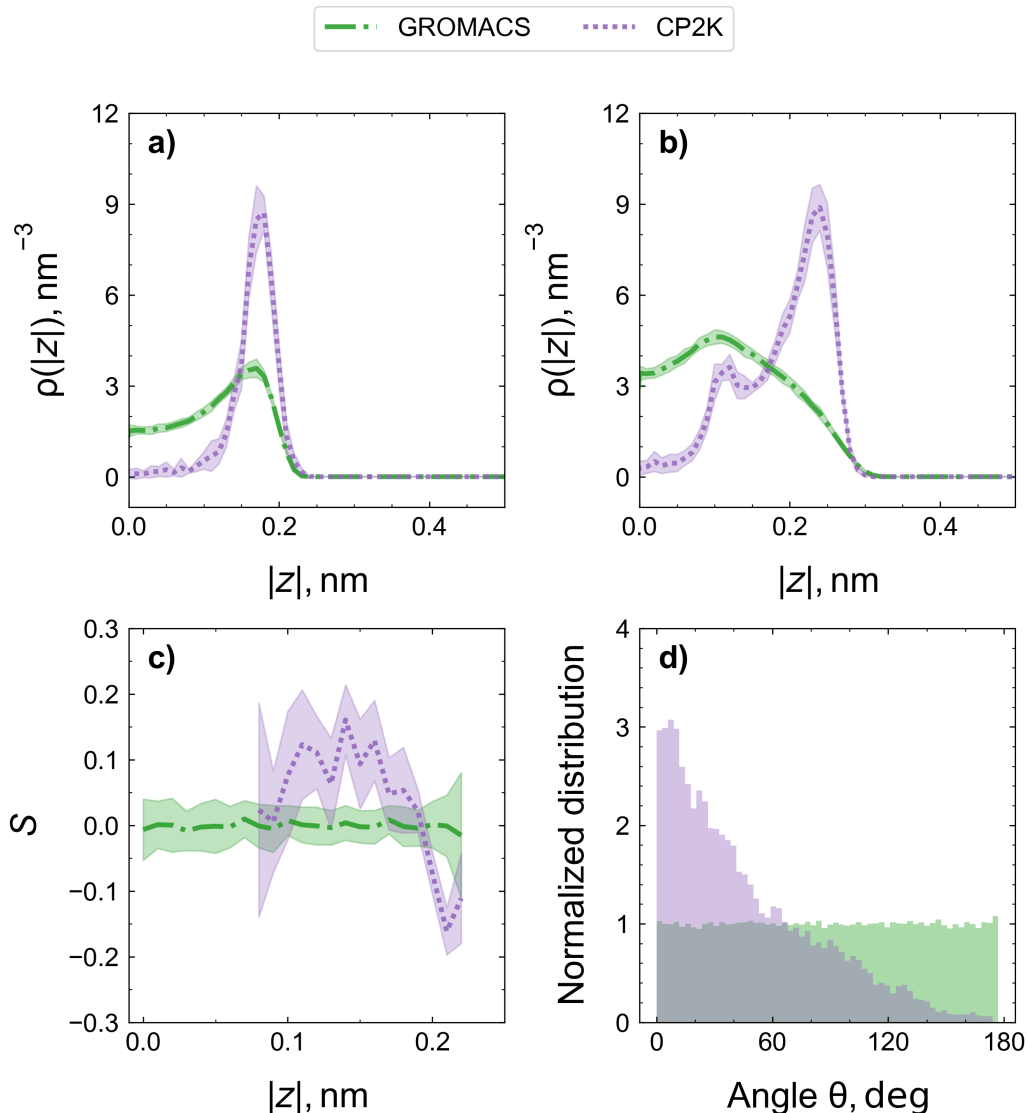 GROMACS CP2K
a)
12
9
6
3
0
ρ(|z|), nm⁻³
0.0 0.2 0.4
|z|, nm
b)
12
9
6
3
0
ρ(|z|), nm⁻³
0.0 0.2 0.4
|z|, nm
c)
0.3
0.2
0.1
0.0
−0.1
−0.2
−0.3
S
0.0 0.1 0.2
|z|, nm
d)
4
3
2
1
0
Normalized distribution
0 60 120 180
Angle θ, deg